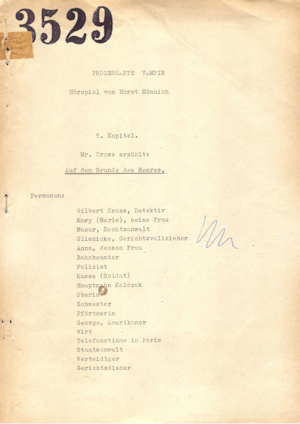 3529
PROZEßAKTE VAMPIR
Hörspiel von Horst Mönnich
5. Kapitel.
Mr. Cross erzählt:
Auf dem Grunde des Meeres.
Personen:
Gilbert Cross, Detektiv
Mary (Marie), seine Frau
Masur, Rechtsanwalt
Glienicke, Gerichtsvollzieher
Anna, dessen Frau
Bahnbeamter
Polizist
Russe (Soldat)
Hauptmann Kolczak
Oberin
Schwester
Pförtnerin
George, Amerikaner
Wirt
Telefonstimme in Paris
Staatsanwalt
Verteidiger
Gerichtsdiener